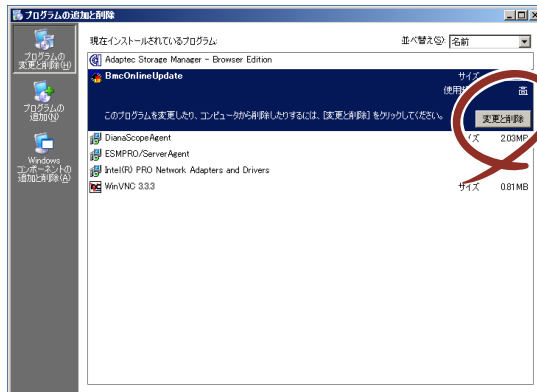 プログラムの追加と削除
プログラムの
変更と削除(H)
プログラムの
追加(N)
Windows
コンポーネントの
追加と削除(A)
現在インストールされているプログラム:
並べ替え(S): 名前
Adaptec Storage Manager - Browser Edition
BmcOnlineUpdate サイズ
高
このプログラムを変更したり、コンピュータから削除したりするには、[変更と削除] をクリックしてください。
変更と削除
DianaScopeAgent 2.03MB
ESMPRO/ServerAgent
Intel(R) PRO Network Adapters and Drivers
WinVNC 3.3.3 サイズ 0.81MB